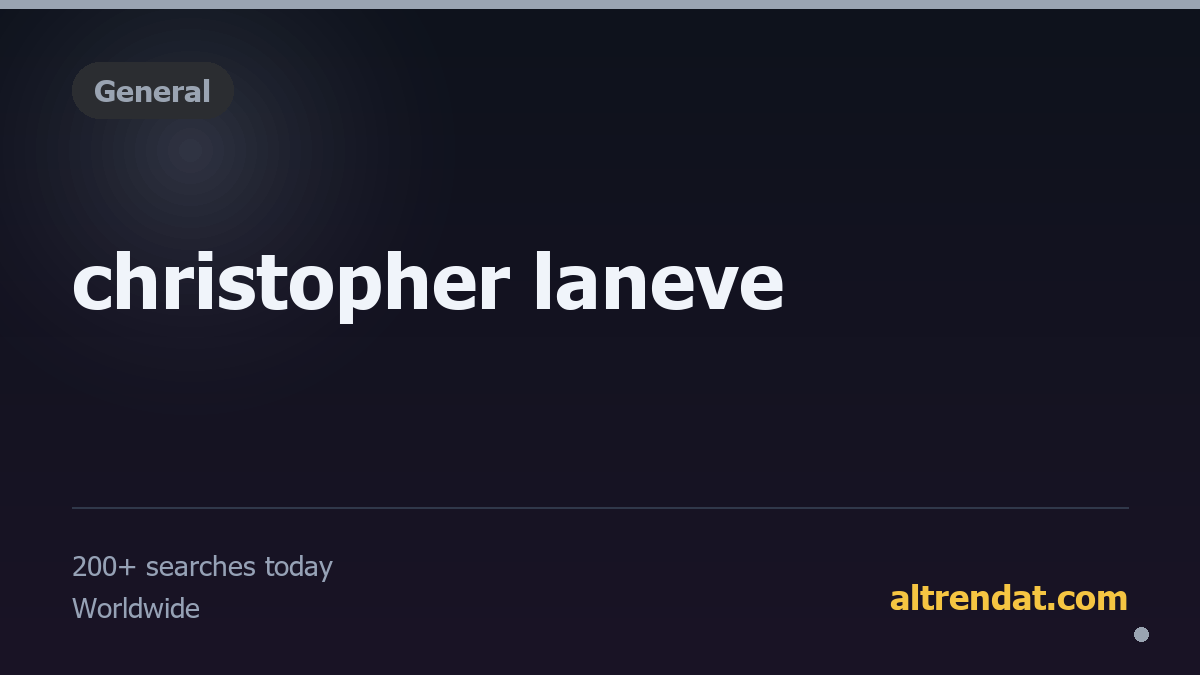 General
christopher laneve
200+ searches today
Worldwide
altrendat.com